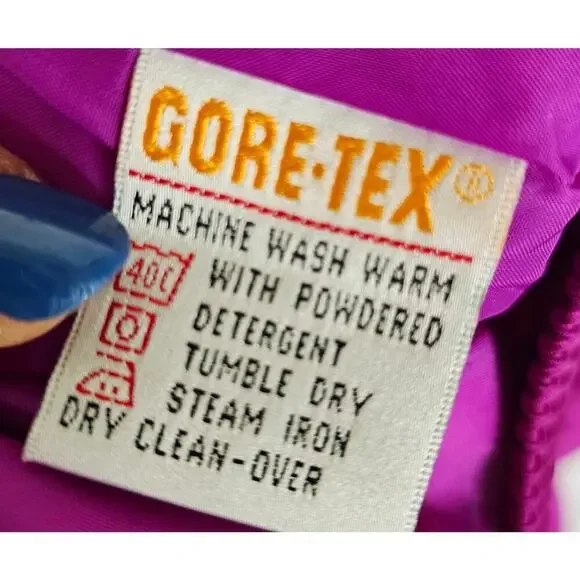 GORE-TEX®
MACHINE WASH WARM
40C WITH POWDERED
DETERGENT
TUMBLE DRY
STEAM IRON
DRY CLEAN-OVER